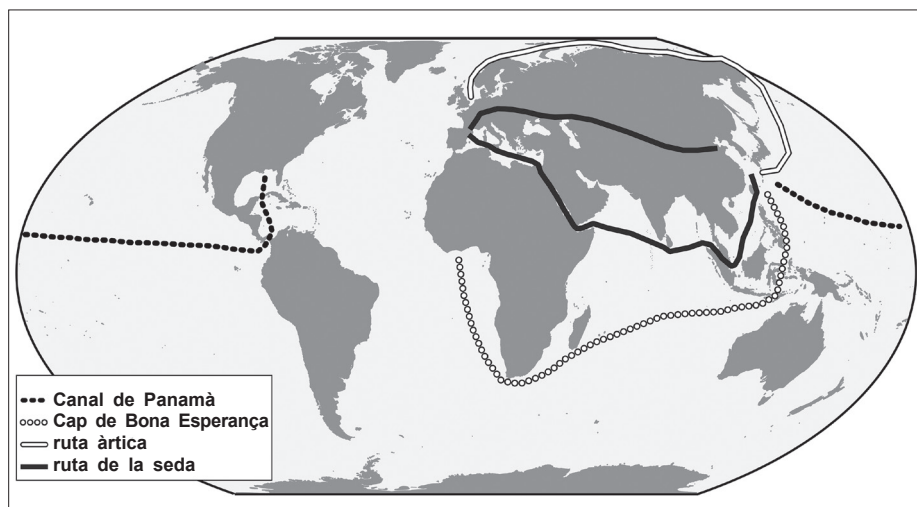 Canal de Panamà
Cap de Bona Esperança
ruta àrtica
ruta de la seda